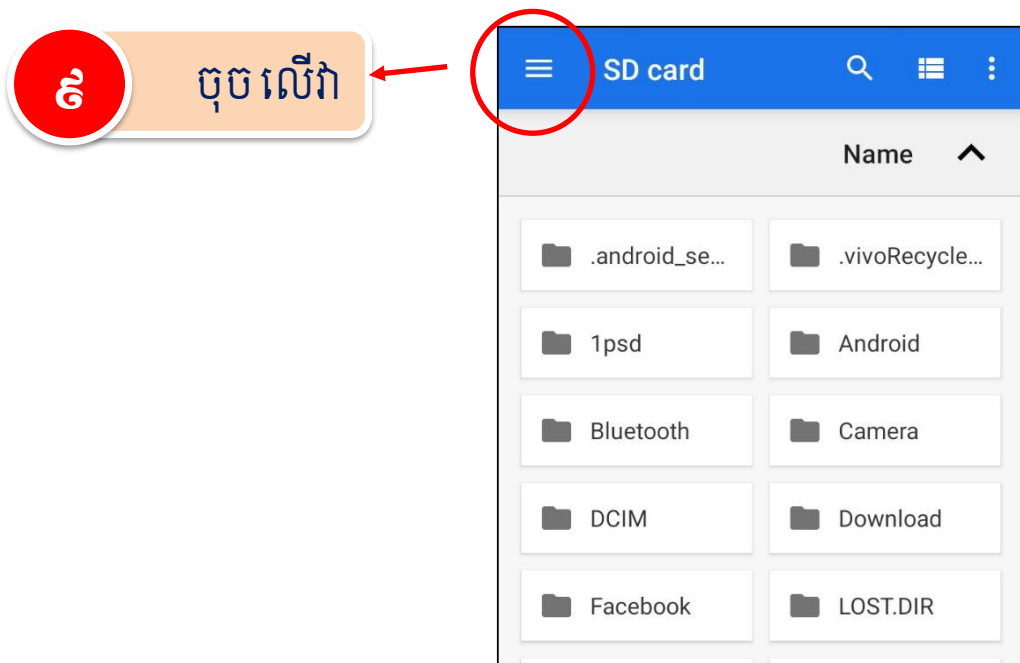 ៩ ចុច លើវា
SD card
Name
.android_se…
.vivoRecycle…
1psd
Android
Bluetooth
Camera
DCIM
Download
Facebook
LOST.DIR